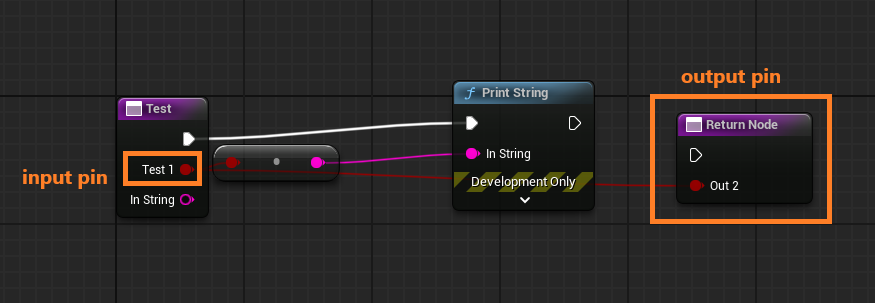 output pin
Print String
Test
Return Node
In String
input pin
Test 1
Development Only
Out 2
In String